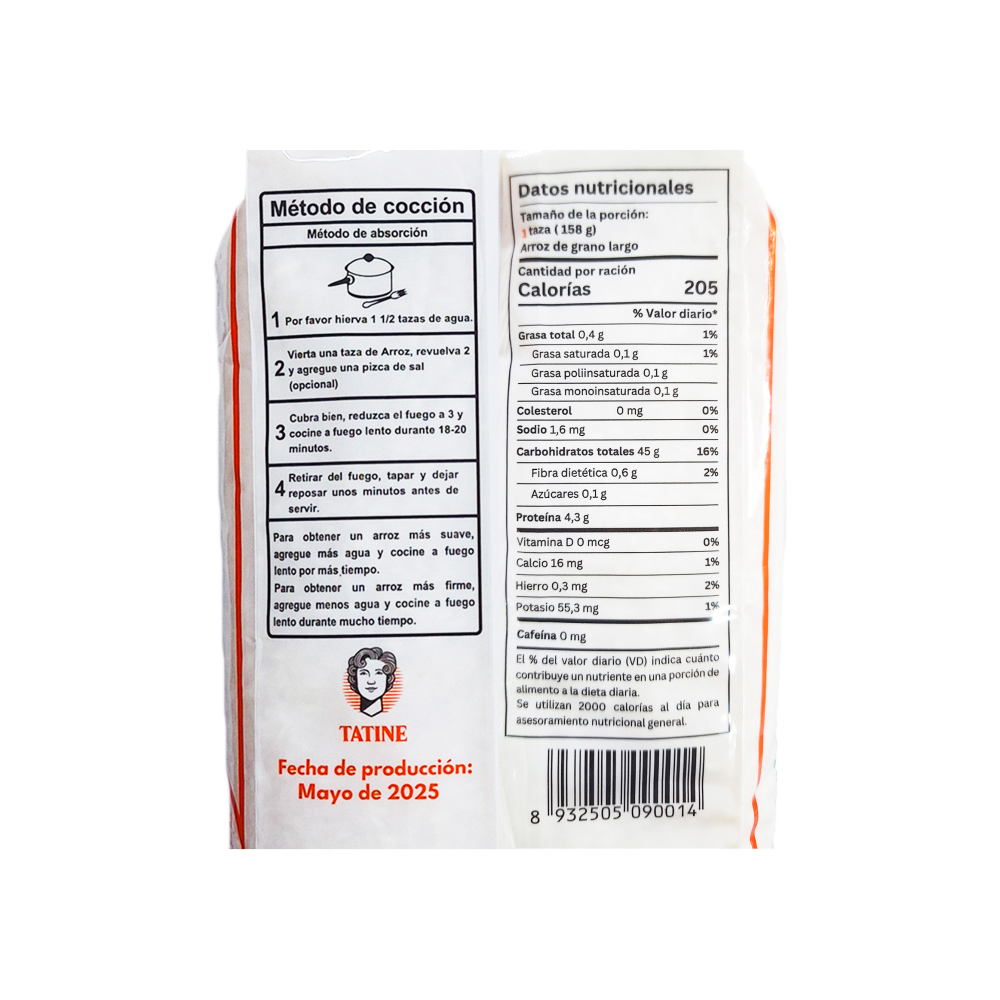 Método de cocción
Método de absorción
1 Por favor hierva 1 1/2 tazas de agua.
Vierta una taza de Arroz, revuelva 2
2 y agregue una pizca de sal
(opcional)
Cubra bien, reduzca el fuego a 3 y
3 cocine a fuego lento durante 18-20
minutos.
Retirar del fuego, tapar y dejar
4 reposar unos minutos antes de
servir.
Para obtener un arroz más suave,
agregue más agua y cocine a fuego
lento por más tiempo.
Para obtener un arroz más firme,
agregue menos agua y cocine a fuego
lento durante mucho tiempo.
TATINE
Fecha de producción:
Mayo de 2025
Datos nutricionales
Tamaño de la porción:
1 taza ( 158 g)
Arroz de grano largo
Cantidad por ración
Calorías 205
% Valor diario*
Grasa total 0,4 g 1%
Grasa saturada 0,1 g 1%
Grasa poliinsaturada 0,1 g
Grasa monoinsaturada 0,1 g
Colesterol 0 mg 0%
Sodio 1,6 mg 0%
Carbohidratos totales 45 g 16%
Fibra dietética 0,6 g 2%
Azúcares 0,1 g
Proteína 4,3 g
Vitamina D 0 mcg 0%
Calcio 16 mg 1%
Hierro 0,3 mg 2%
Potasio 55,3 mg 1%
Cafeína 0 mg
El % del valor diario (VD) indica cuánto
contribuye un nutriente en una porción de
alimento a la dieta diaria.
Se utilizan 2000 calorías al día para
asesoramiento nutricional general.
8 932505 090014